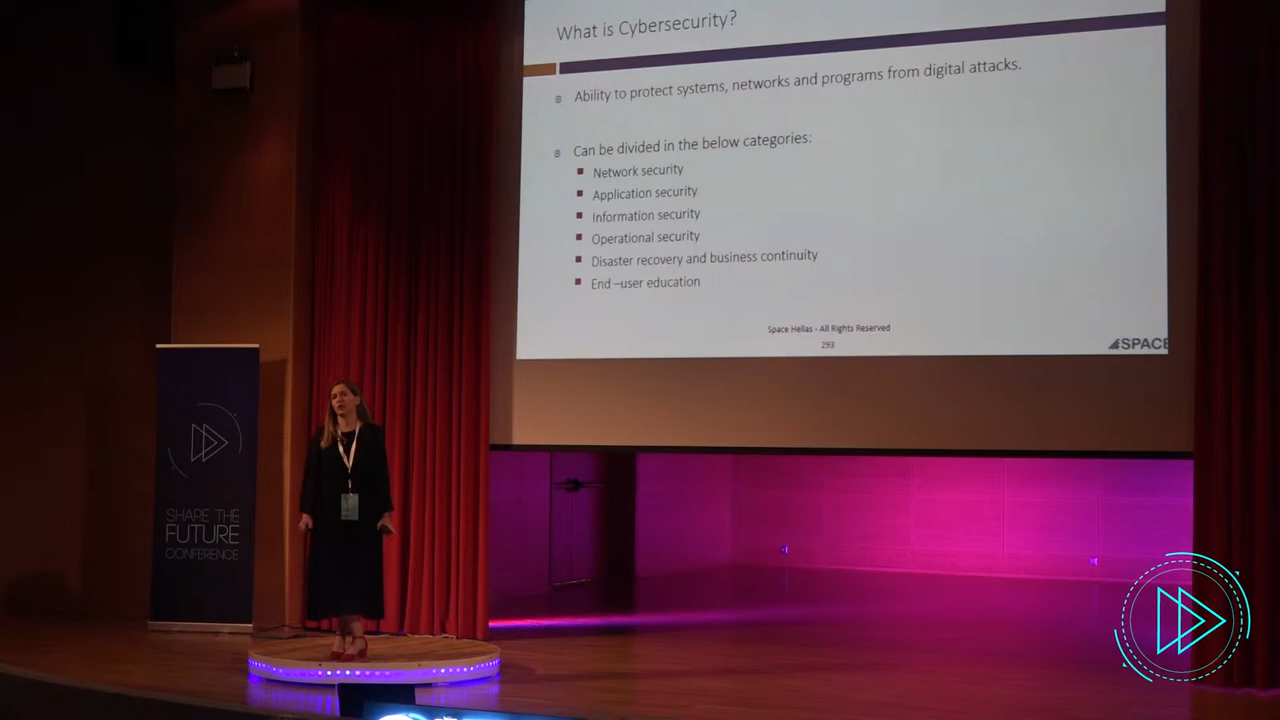 What is Cybersecurity?
Ability to protect systems, networks and programs from digital attacks.
Can be divided in the below categories:
Network security
Application security
Information security
Operational security
Disaster recovery and business continuity
End –user education
Space Hellas - All Rights Reserved
293
SPACE
SHAPE THE
FUTURE
CONFERENCE